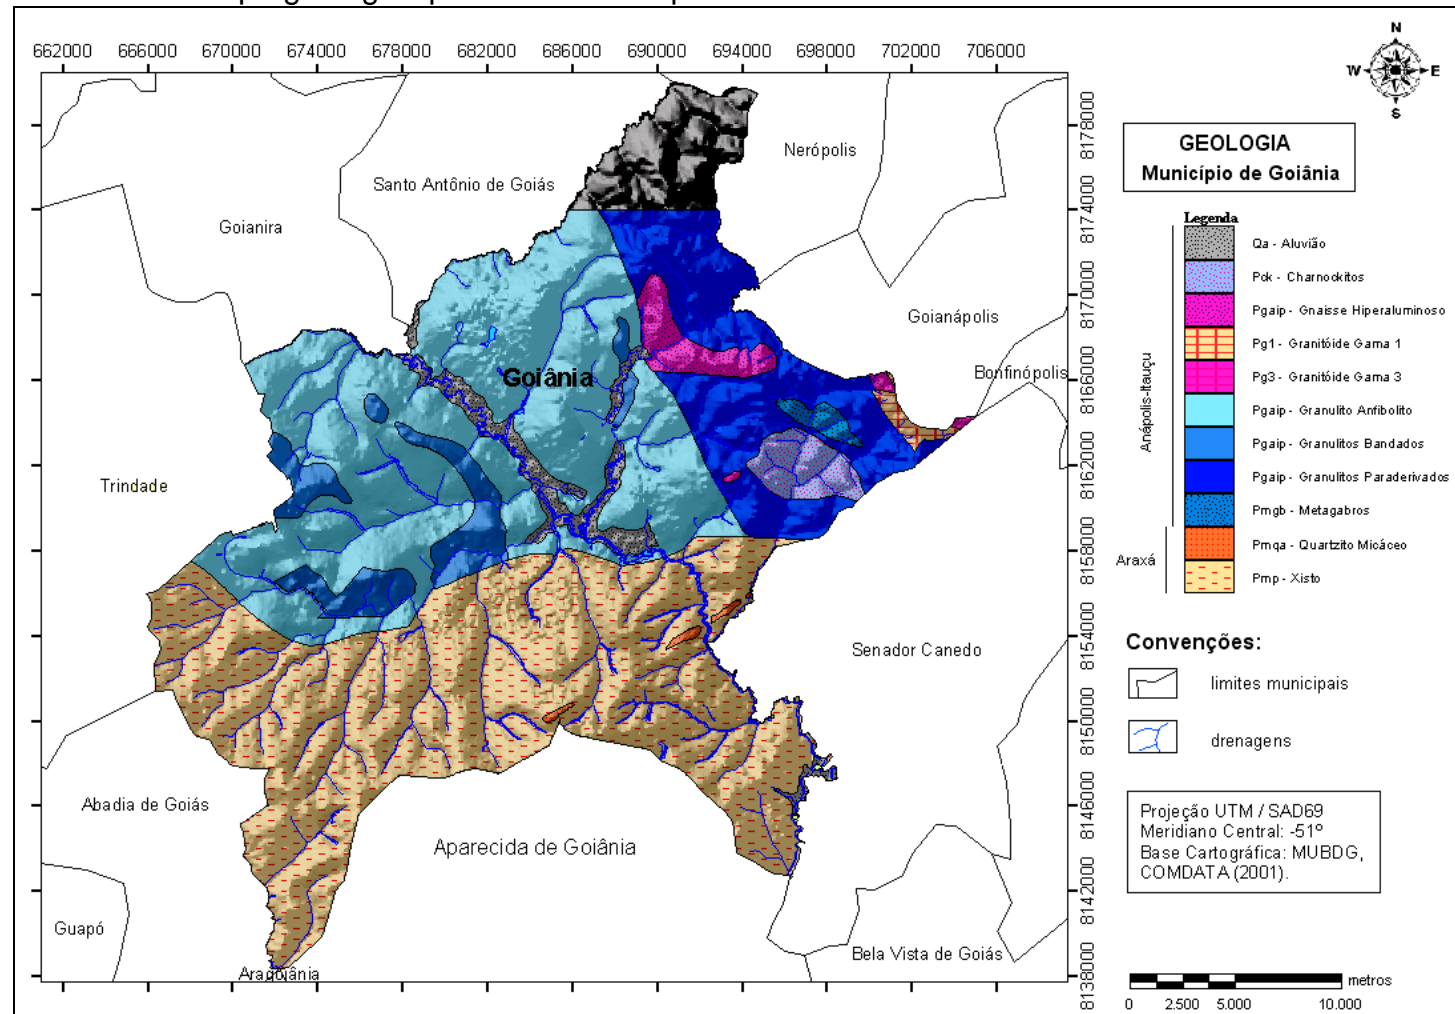 662000 666000 670000 674000 678000 682000 686000 690000 694000 698000 702000 706000
N
W E
S
8178000
8174000
8170000
8166000
8162000
8158000
8154000
8150000
8146000
8142000
8138000
Nerópolis
Santo Antônio de Goiás
Goianira
Goianápolis
Bonfinópolis
Goiânia
Trindade
Senador Canedo
Abadia de Goiás
Aparecida de Goiânia
Guapó
Bela Vista de Goiás
Aragoiânia
GEOLOGIA
Município de Goiânia
Legenda
Anápolis-Itauçu
Qa - Aluvião
Pck - Charnockitos
Pgaip - Gnaisse Hiperaluminoso
Pg1 - Granitóide Gama 1
Pg3 - Granitóide Gama 3
Pgaip - Granulito Anfibolito
Pgaip - Granulitos Bandados
Pgaip - Granulitos Paraderivados
Pmgb - Metagabros
Araxá
Pmqa - Quartzito Micáceo
Pmp - Xisto
Convenções:
limites municipais
drenagens
Projeção UTM / SAD69
Meridiano Central: -51º
Base Cartográfica: MUBDG,
COMDATA (2001).
metros
0 2.500 5.000 10.000